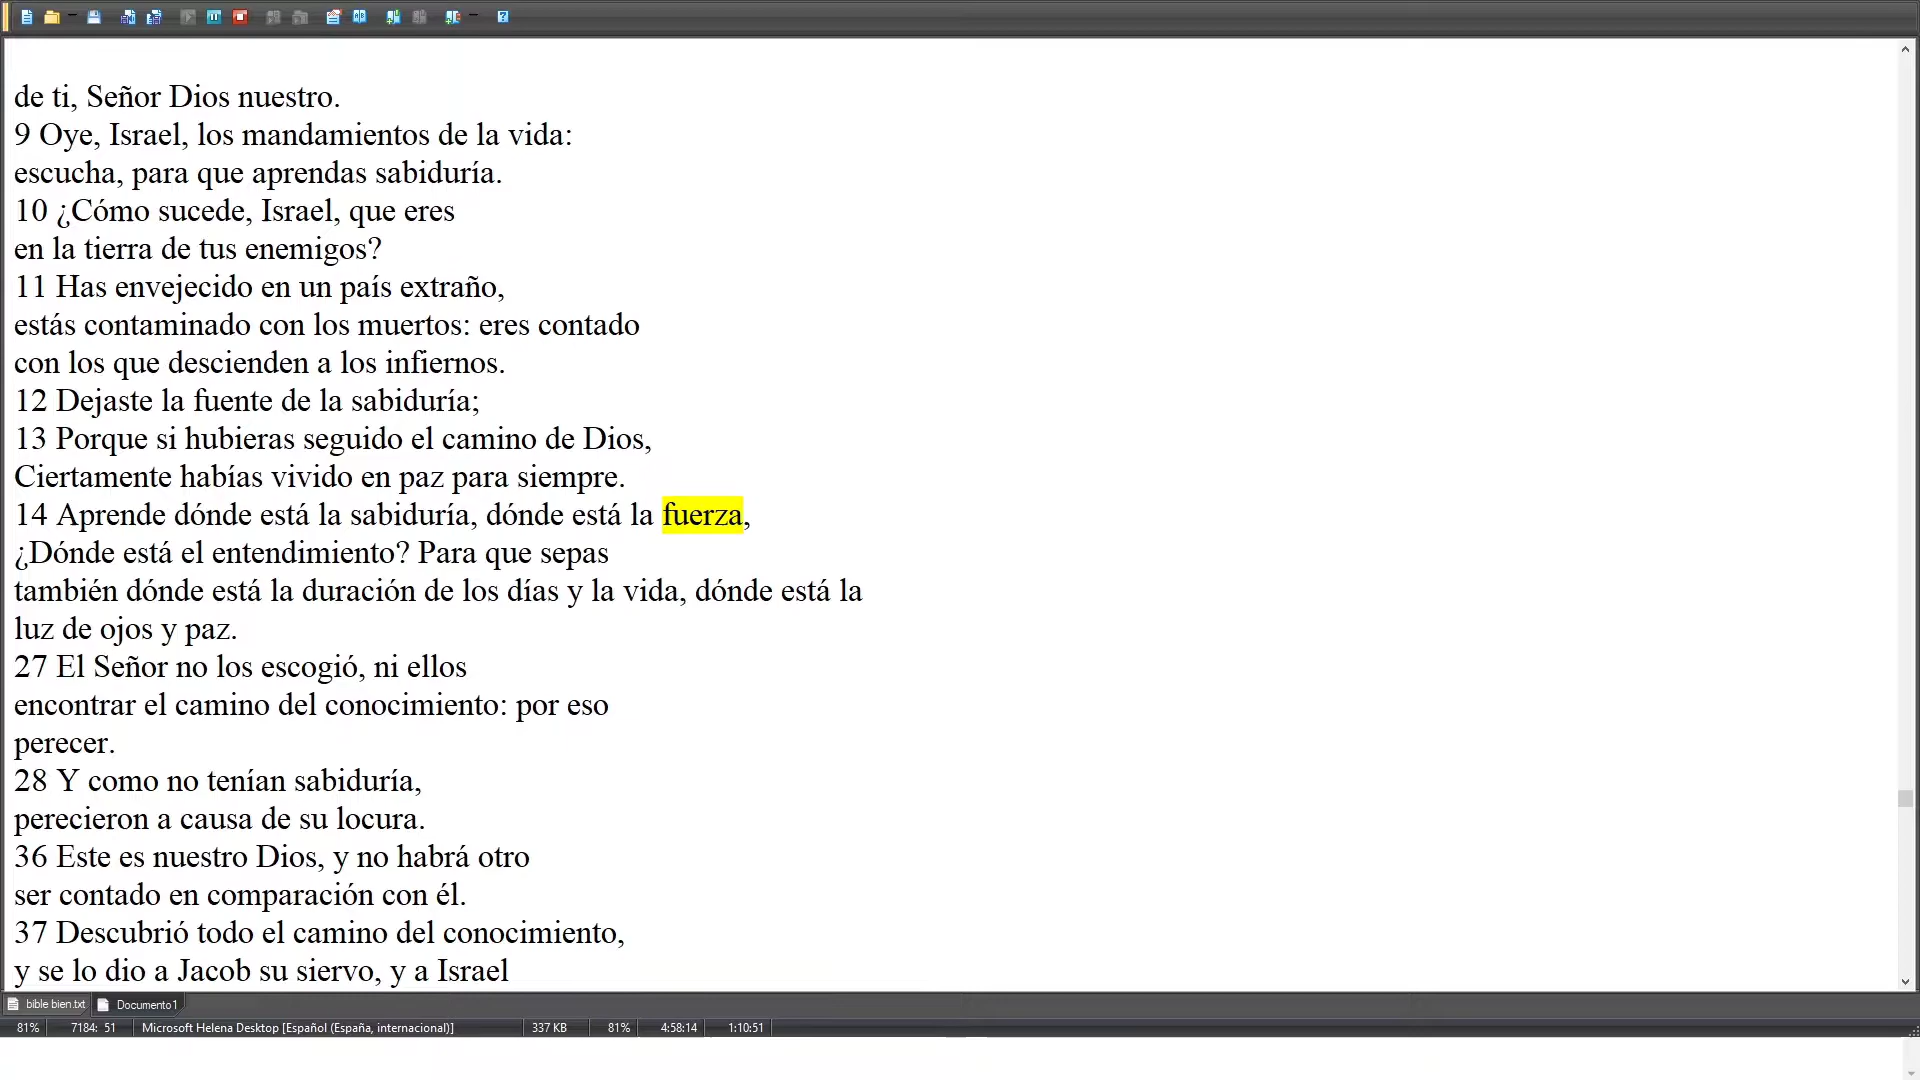 de ti, Señor Dios nuestro.
9 Oye, Israel, los mandamientos de la vida:
escucha, para que aprendas sabiduría.
10 ¿Cómo sucede, Israel, que eres
en la tierra de tus enemigos?
11 Has envejecido en un país extraño,
estás contaminado con los muertos: eres contado
con los que descienden a los infiernos.
12 Dejaste la fuente de la sabiduría;
13 Porque si hubieras seguido el camino de Dios,
Ciertamente habías vivido en paz para siempre.
14 Aprende dónde está la sabiduría, dónde está la fuerza,
¿Dónde está el entendimiento? Para que sepas
también dónde está la duración de los días y la vida, dónde está la
luz de ojos y paz.
27 El Señor no los escogió, ni ellos
encontrar el camino del conocimiento: por eso
perecer.
28 Y como no tenían sabiduría,
perecieron a causa de su locura.
36 Este es nuestro Dios, y no habrá otro
ser contado en comparación con él.
37 Descubrió todo el camino del conocimiento,
y se lo dio a Jacob su siervo, y a Israel
bible bien.txt Documento1
81% 7184: 51 Microsoft Helena Desktop [Español (España, internacional)] 337 KB 81% 4:58:14 1:10:51